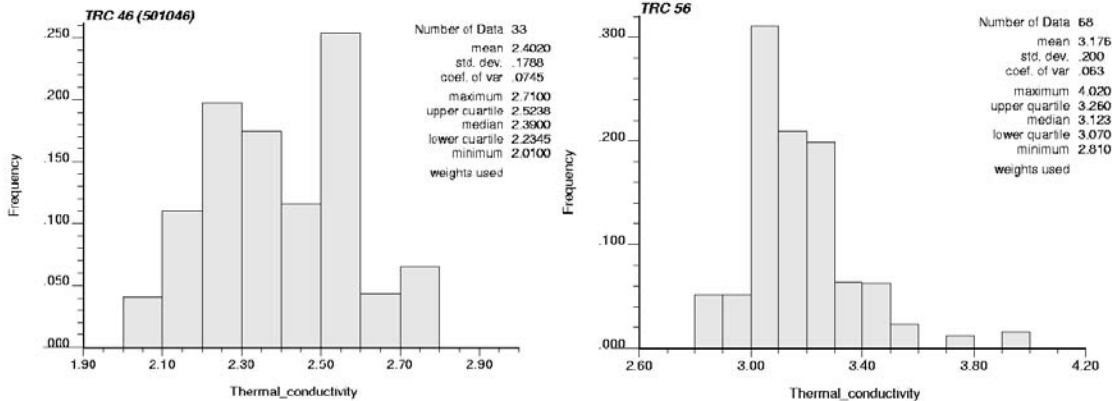 TRC 46 (501046)
Number of Data 33
mean 2.4020
std. dev. .1788
coef. of var .0745
maximum 2.7100
upper quartile 2.5238
median 2.3900
lower quartile 2.2345
minimum 2.0100
weights used
Frequency
.250
.200
.150
.100
.050
.000
1.90 2.10 2.30 2.50 2.70 2.90
Thermal_conductivity
TRC 56
Number of Data 68
mean 3.176
std. dev. .200
coef. of var .063
maximum 4.020
upper quartile 3.260
median 3.123
lower quartile 3.070
minimum 2.810
weights used
Frequency
.300
.200
.100
.000
2.60 3.00 3.40 3.80 4.20
Thermal_conductivity